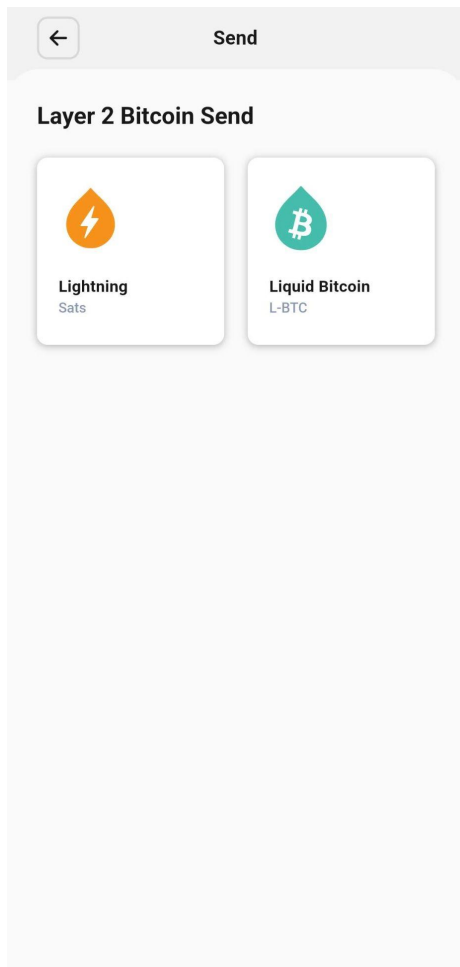 Send
Layer 2 Bitcoin Send
Lightning
Sats
Liquid Bitcoin
L-BTC